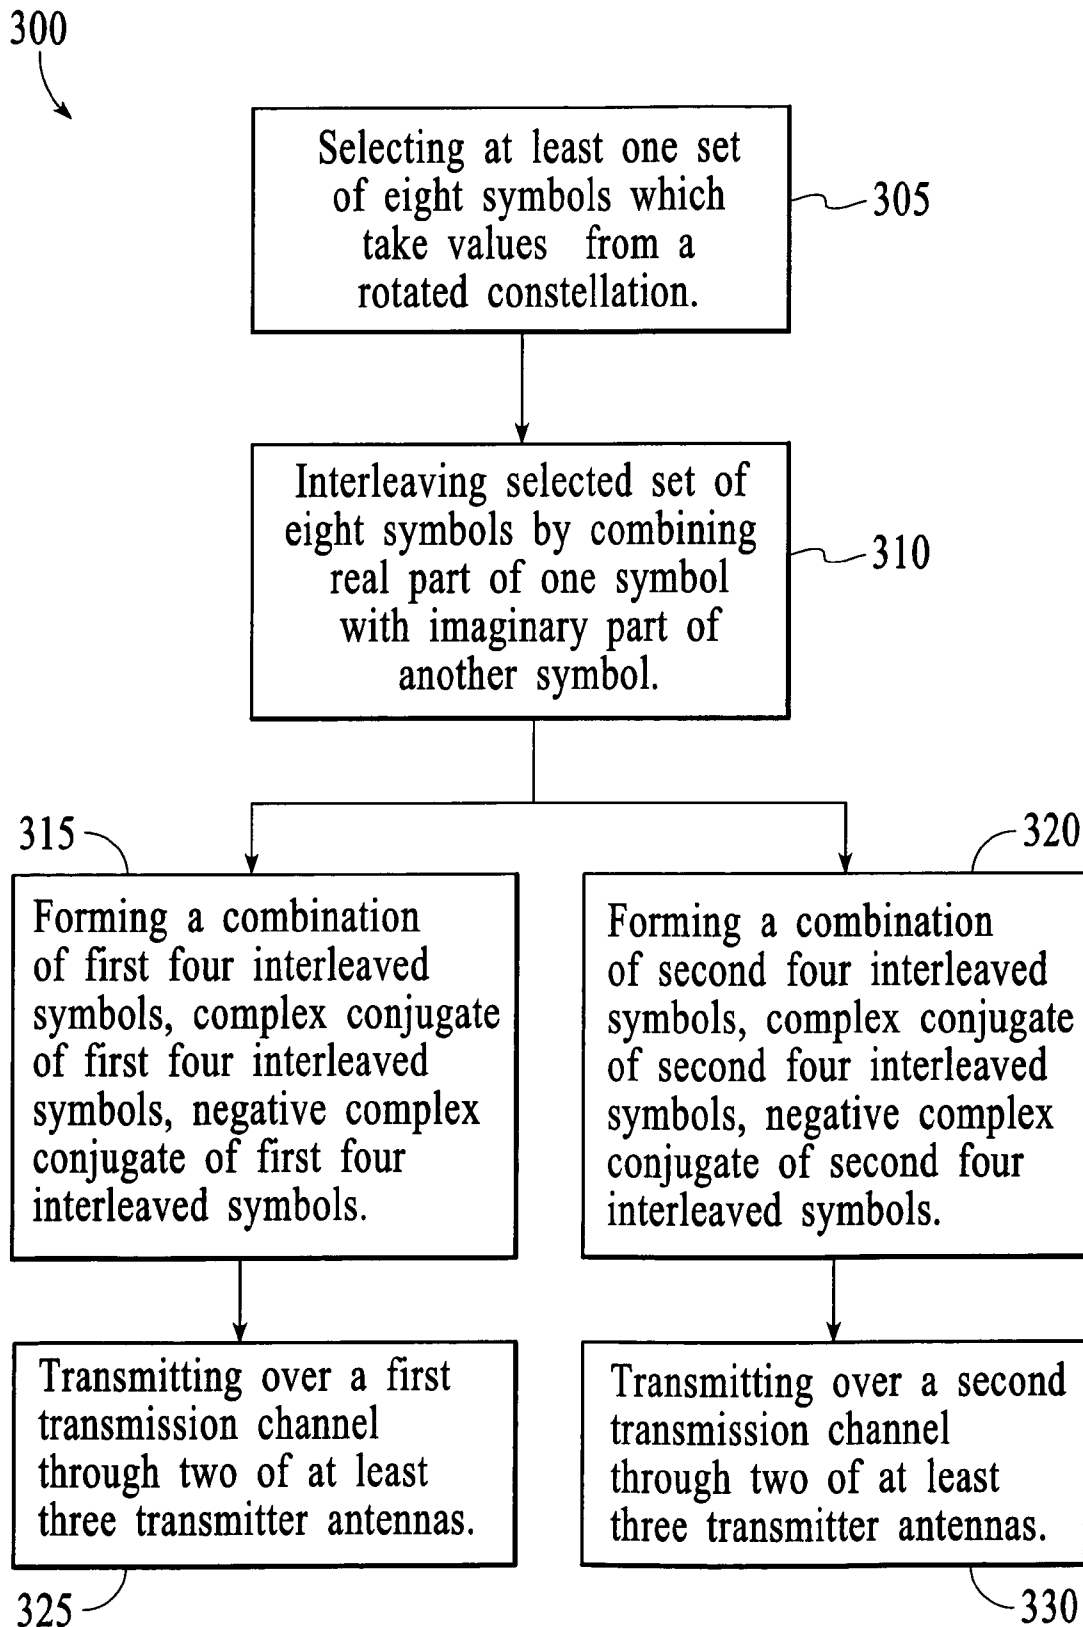 300
Selecting at least one set
of eight symbols which
take values from a
rotated constellation.
305
Interleaving selected set of
eight symbols by combining
real part of one symbol
with imaginary part of
another symbol.
310
315
Forming a combination
of first four interleaved
symbols, complex conjugate
of first four interleaved
symbols, negative complex
conjugate of first four
interleaved symbols.
320
Forming a combination
of second four interleaved
symbols, complex conjugate
of second four interleaved
symbols, negative complex
conjugate of second four
interleaved symbols.
Transmitting over a first
transmission channel
through two of at least
three transmitter antennas.
325
Transmitting over a second
transmission channel
through two of at least
three transmitter antennas.
330